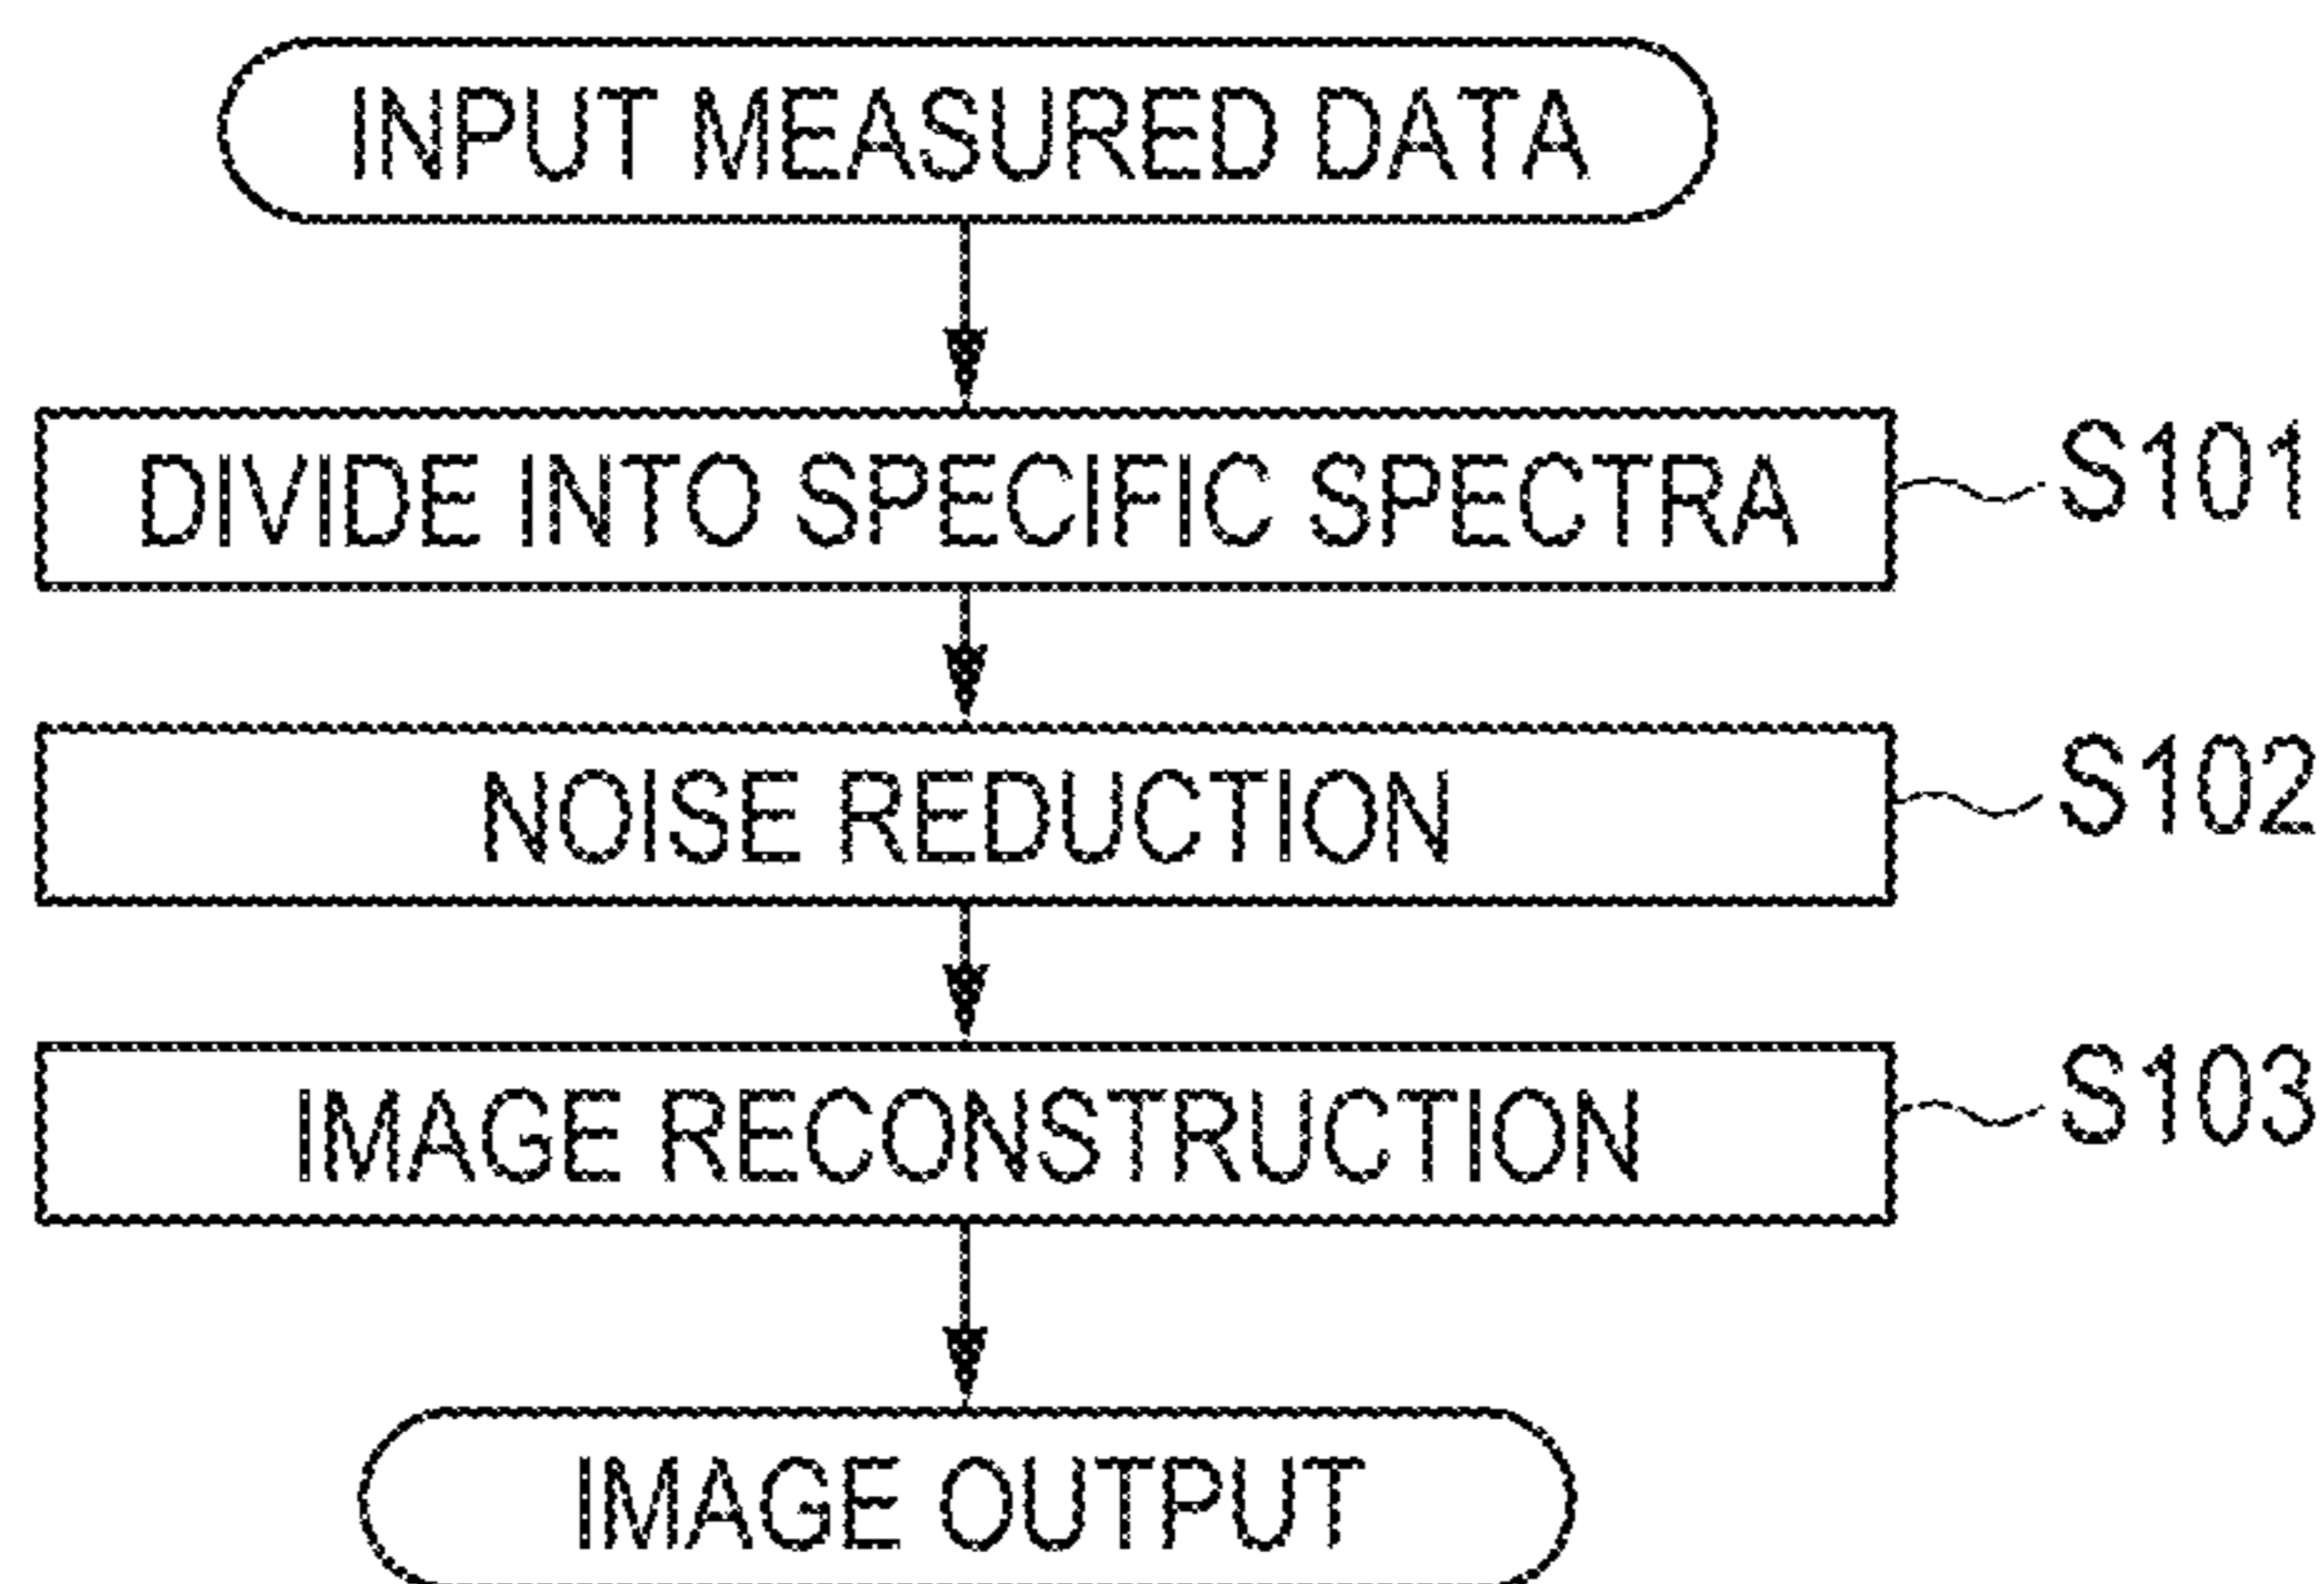 INPUT MEASURED DATA
DIVIDE INTO SPECIFIC SPECTRA S101
NOISE REDUCTION S102
IMAGE RECONSTRUCTION S103
IMAGE OUTPUT